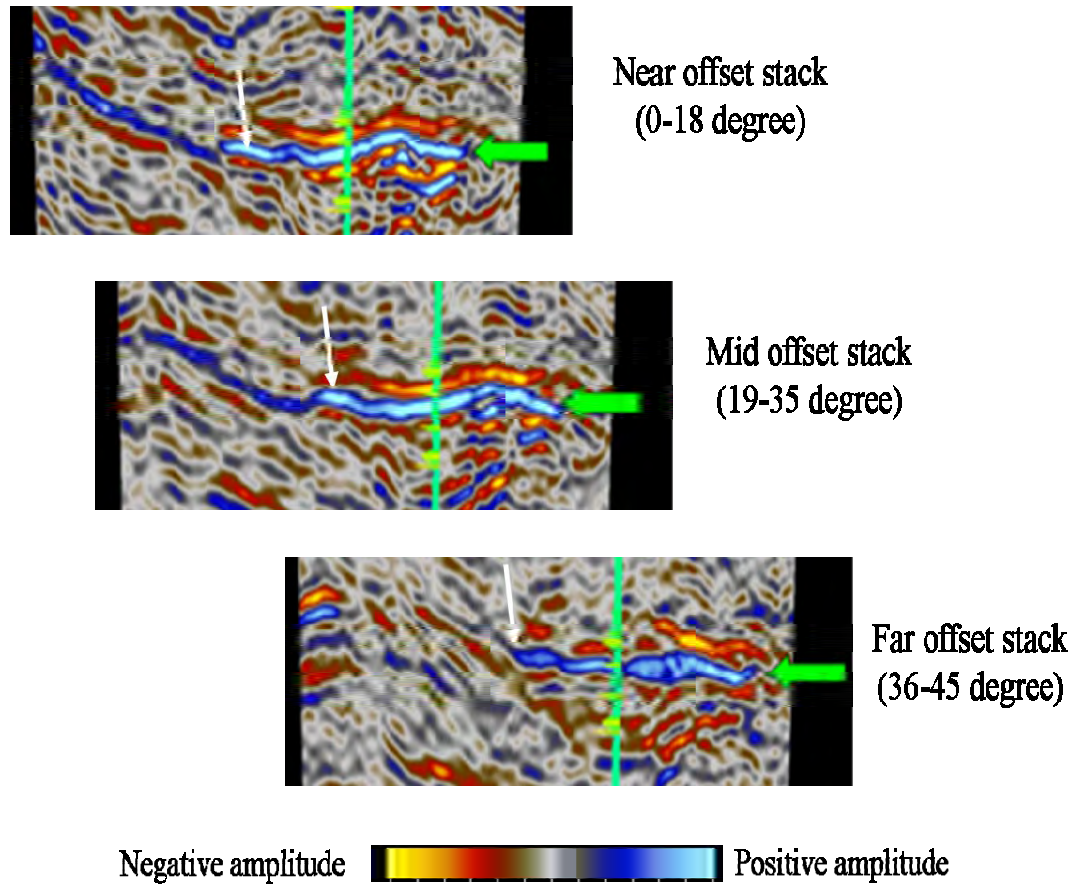 Near offset stack
(0-18 degree)
Mid offset stack
(19-35 degree)
Far offset stack
(36-45 degree)
Negative amplitude
Positive amplitude